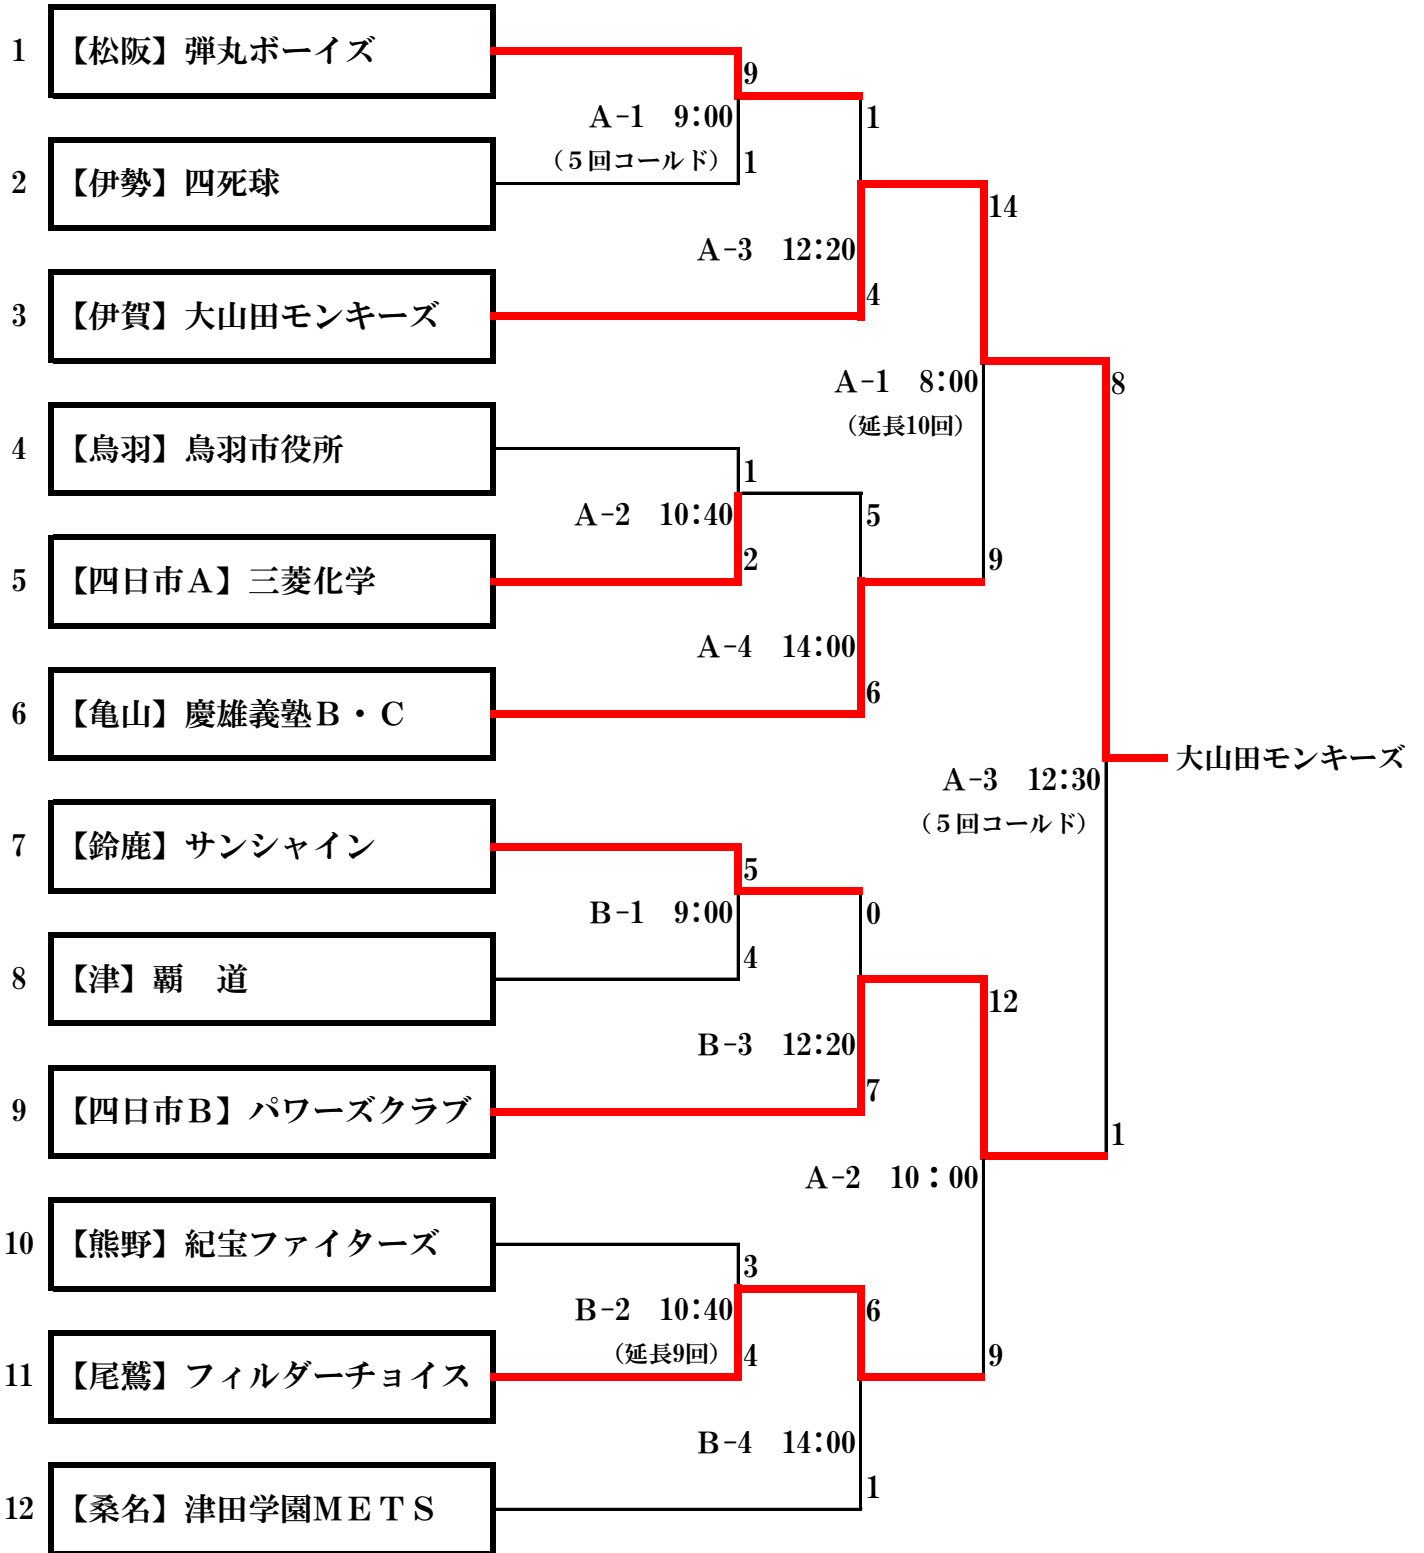 1 【松阪】弾丸ボーイズ
9
A-1 9:00
1
（５回コールド）
1
2 【伊勢】四死球
14
A-3 12:20
4
3 【伊賀】大山田モンキーズ
A-1 8:00
8
（延長10回）
4 【鳥羽】鳥羽市役所
1
A-2 10:40
5
2
9
5 【四日市Ａ】三菱化学
A-4 14:00
6
6 【亀山】慶雄義塾Ｂ・Ｃ
大山田モンキーズ
A-3 12:30
（５回コールド）
7 【鈴鹿】サンシャイン
5
B-1 9:00
0
4
8 【津】覇　道
12
B-3 12:20
7
9 【四日市Ｂ】パワーズクラブ
1
A-2 10：00
10 【熊野】紀宝ファイターズ
3
B-2 10:40
6
（延長9回）
4
9
11 【尾鷲】フィルダーチョイス
B-4 14:00
1
12 【桑名】津田学園ＭＥＴＳ